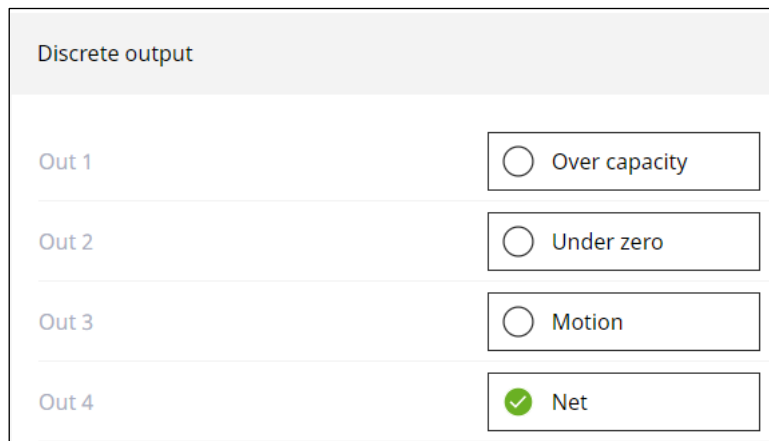 Discrete output
Out 1 Over capacity
Out 2 Under zero
Out 3 Motion
Out 4 Net